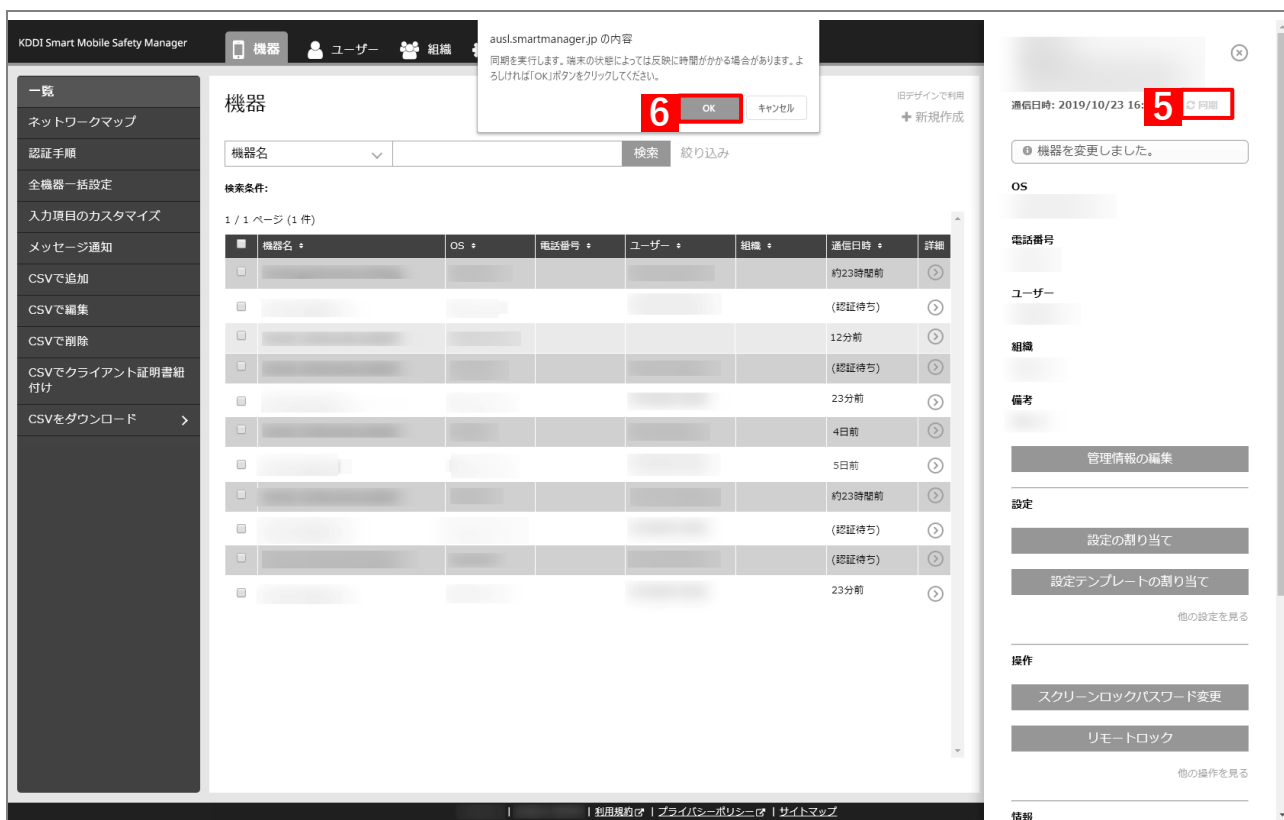 KDDI Smart Mobile Safety Manager
機器
ユーザー
組織
ausl.smartmanager.jp の内容
同期を実行します。端末の状態によっては反映に時間がかかる場合があります。よ
ろしければ「OK」ボタンをクリックしてください。
6
OK
キャンセル
一覧
ネットワークマップ
認証手順
全機器一括設定
入力項目のカスタマイズ
メッセージ通知
CSVで追加
CSVで編集
CSVで削除
CSVでクライアント証明書紐
付け
CSVをダウンロード
機器
旧デザインで利用
新規作成
機器名
検索
絞り込み
検索条件:
1 / 1 ページ (1 件)
機器名 OS 電話番号 ユーザー 組織 通信日時 詳細
約23時間前
(認証待ち)
12分前
(認証待ち)
23分前
4日前
5日前
約23時間前
(認証待ち)
(認証待ち)
23分前
通信日時: 2019/10/23 16:
5
同期
機器を変更しました。
OS
電話番号
ユーザー
組織
備考
管理情報の編集
設定
設定の割り当て
設定テンプレートの割り当て
他の設定を見る
操作
スクリーンロックパスワード変更
リモートロック
他の操作を見る
情報
| | 利用規約 | プライバシーポリシー | サイトマップ